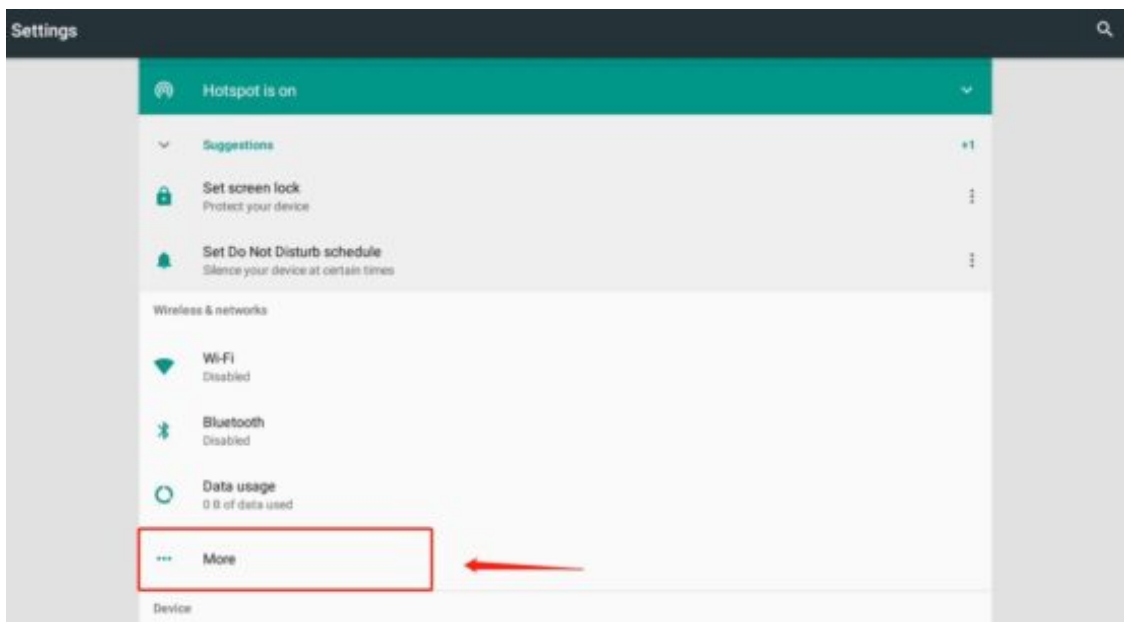 Settings
Hotspot is on
Suggestions
+1
Set screen lock
Protect your device
Set Do Not Disturb schedule
Silence your device at certain times
Wireless & networks
Wi-Fi
Disabled
Bluetooth
Disabled
Data usage
0 B of data used
More
Device